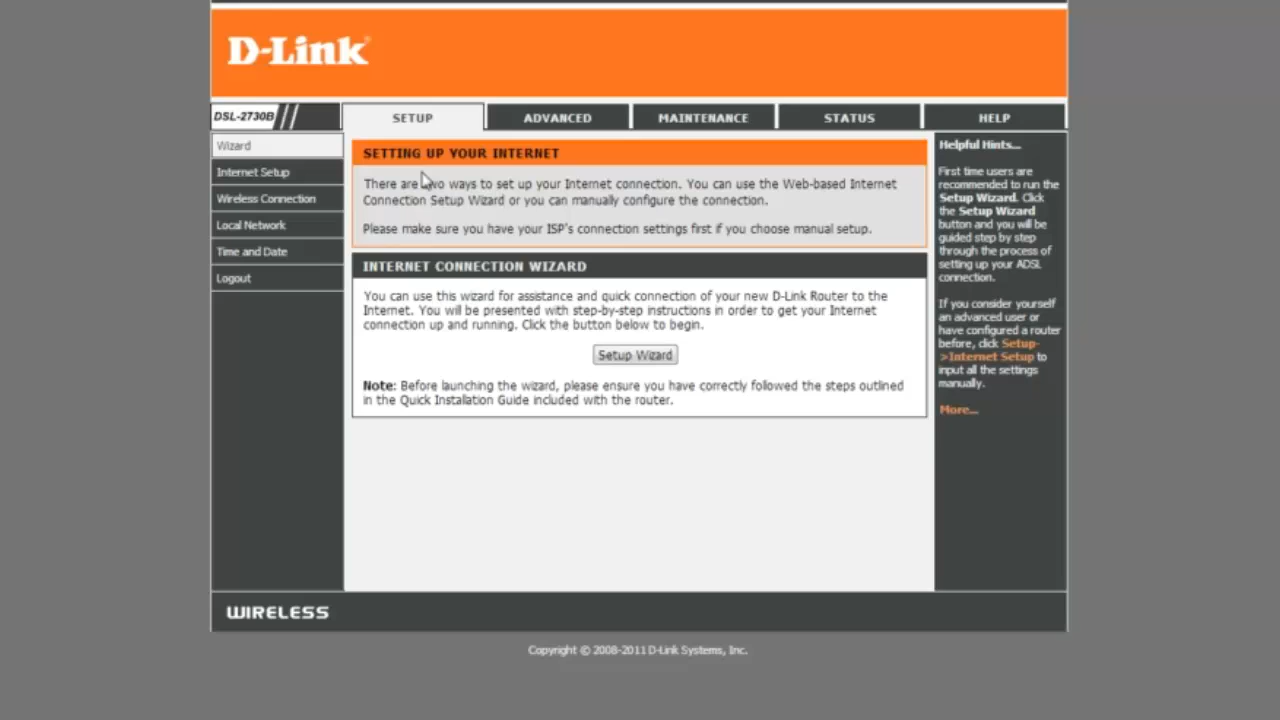 D-Link
DSL-2730B
SETUP
ADVANCED
MAINTENANCE
STATUS
HELP
Wizard
Internet Setup
Wireless Connection
Local Network
Time and Date
Logout
SETTING UP YOUR INTERNET
There are two ways to set up your Internet connection. You can use the Web-based Internet
Connection Setup Wizard or you can manually configure the connection.
Please make sure you have your ISP's connection settings first if you choose manual setup.
INTERNET CONNECTION WIZARD
You can use this wizard for assistance and quick connection of your new D-Link Router to the
Internet. You will be presented with step-by-step instructions in order to get your Internet
connection up and running. Click the button below to begin.
Setup Wizard
Note: Before launching the wizard, please ensure you have correctly followed the steps outlined
in the Quick Installation Guide included with the router.
Helpful Hints...
First time users are
recommended to run the
Setup Wizard. Click
the Setup Wizard
button and you will be
guided step by step
through the process of
setting up your ADSL
connection.
If you consider yourself
an advanced user or
have configured a router
before, click Setup-
>Internet Setup to
input all the settings
manually.
More...
WIRELESS
Copyright © 2008-2011 D-Link Systems, Inc.